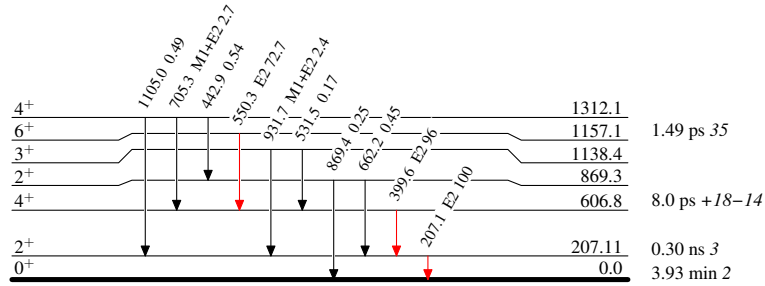 1105.0 0.49
705.3 M1+E2 2.7
442.9 0.54
550.3 E2 72.7
931.7 M1+E2 2.4
531.5 0.17
869.4 0.25
662.2 0.45
399.6 E2 96
207.1 E2 100
4+ 1312.1
6+ 1157.1 1.49 ps 35
3+ 1138.4
2+ 869.3
4+ 606.8 8.0 ps +18−14
2+ 207.11 0.30 ns 3
0+ 0.0 3.93 min 2